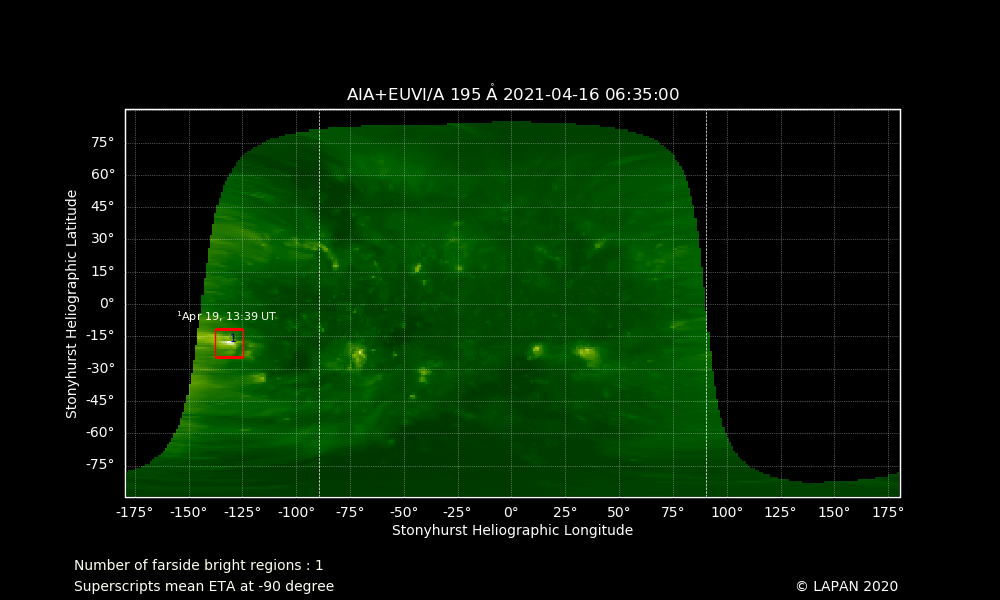 AIA+EUVI/A 195 Å 2021-04-16 06:35:00
Stonyhurst Heliographic Latitude
75°
60°
45°
30°
15°
0°
-15°
-30°
-45°
-60°
-75°
¹Apr 19, 13:39 UT
1
-175° -150° -125° -100° -75° -50° -25° 0° 25° 50° 75° 100° 125° 150° 175°
Stonyhurst Heliographic Longitude
Number of farside bright regions : 1
Superscripts mean ETA at -90 degree
© LAPAN 2020